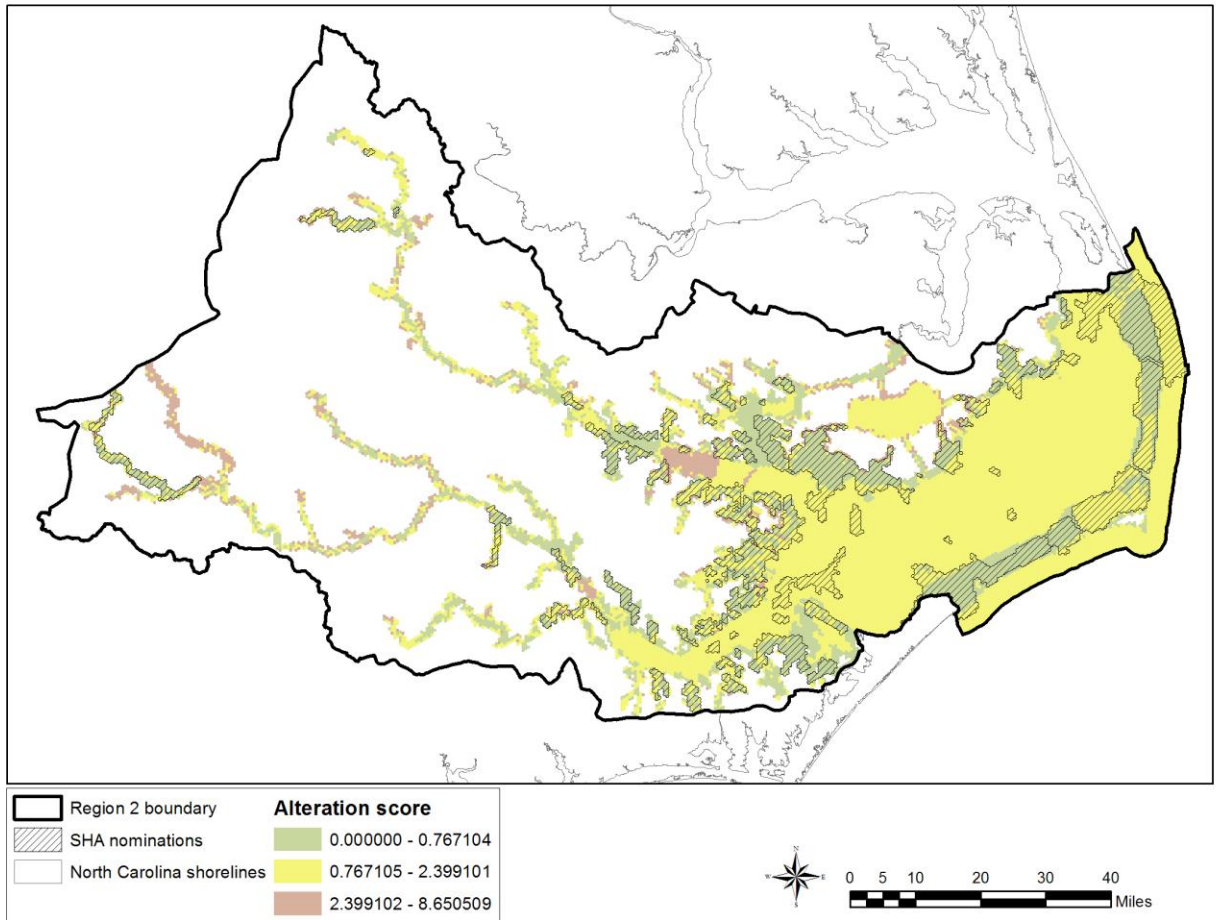 Region 2 boundary
SHA nominations
North Carolina shorelines
Alteration score
0.000000 - 0.767104
0.767105 - 2.399101
2.399102 - 8.650509
N
W E
S
0 5 10 20 30 40
Miles